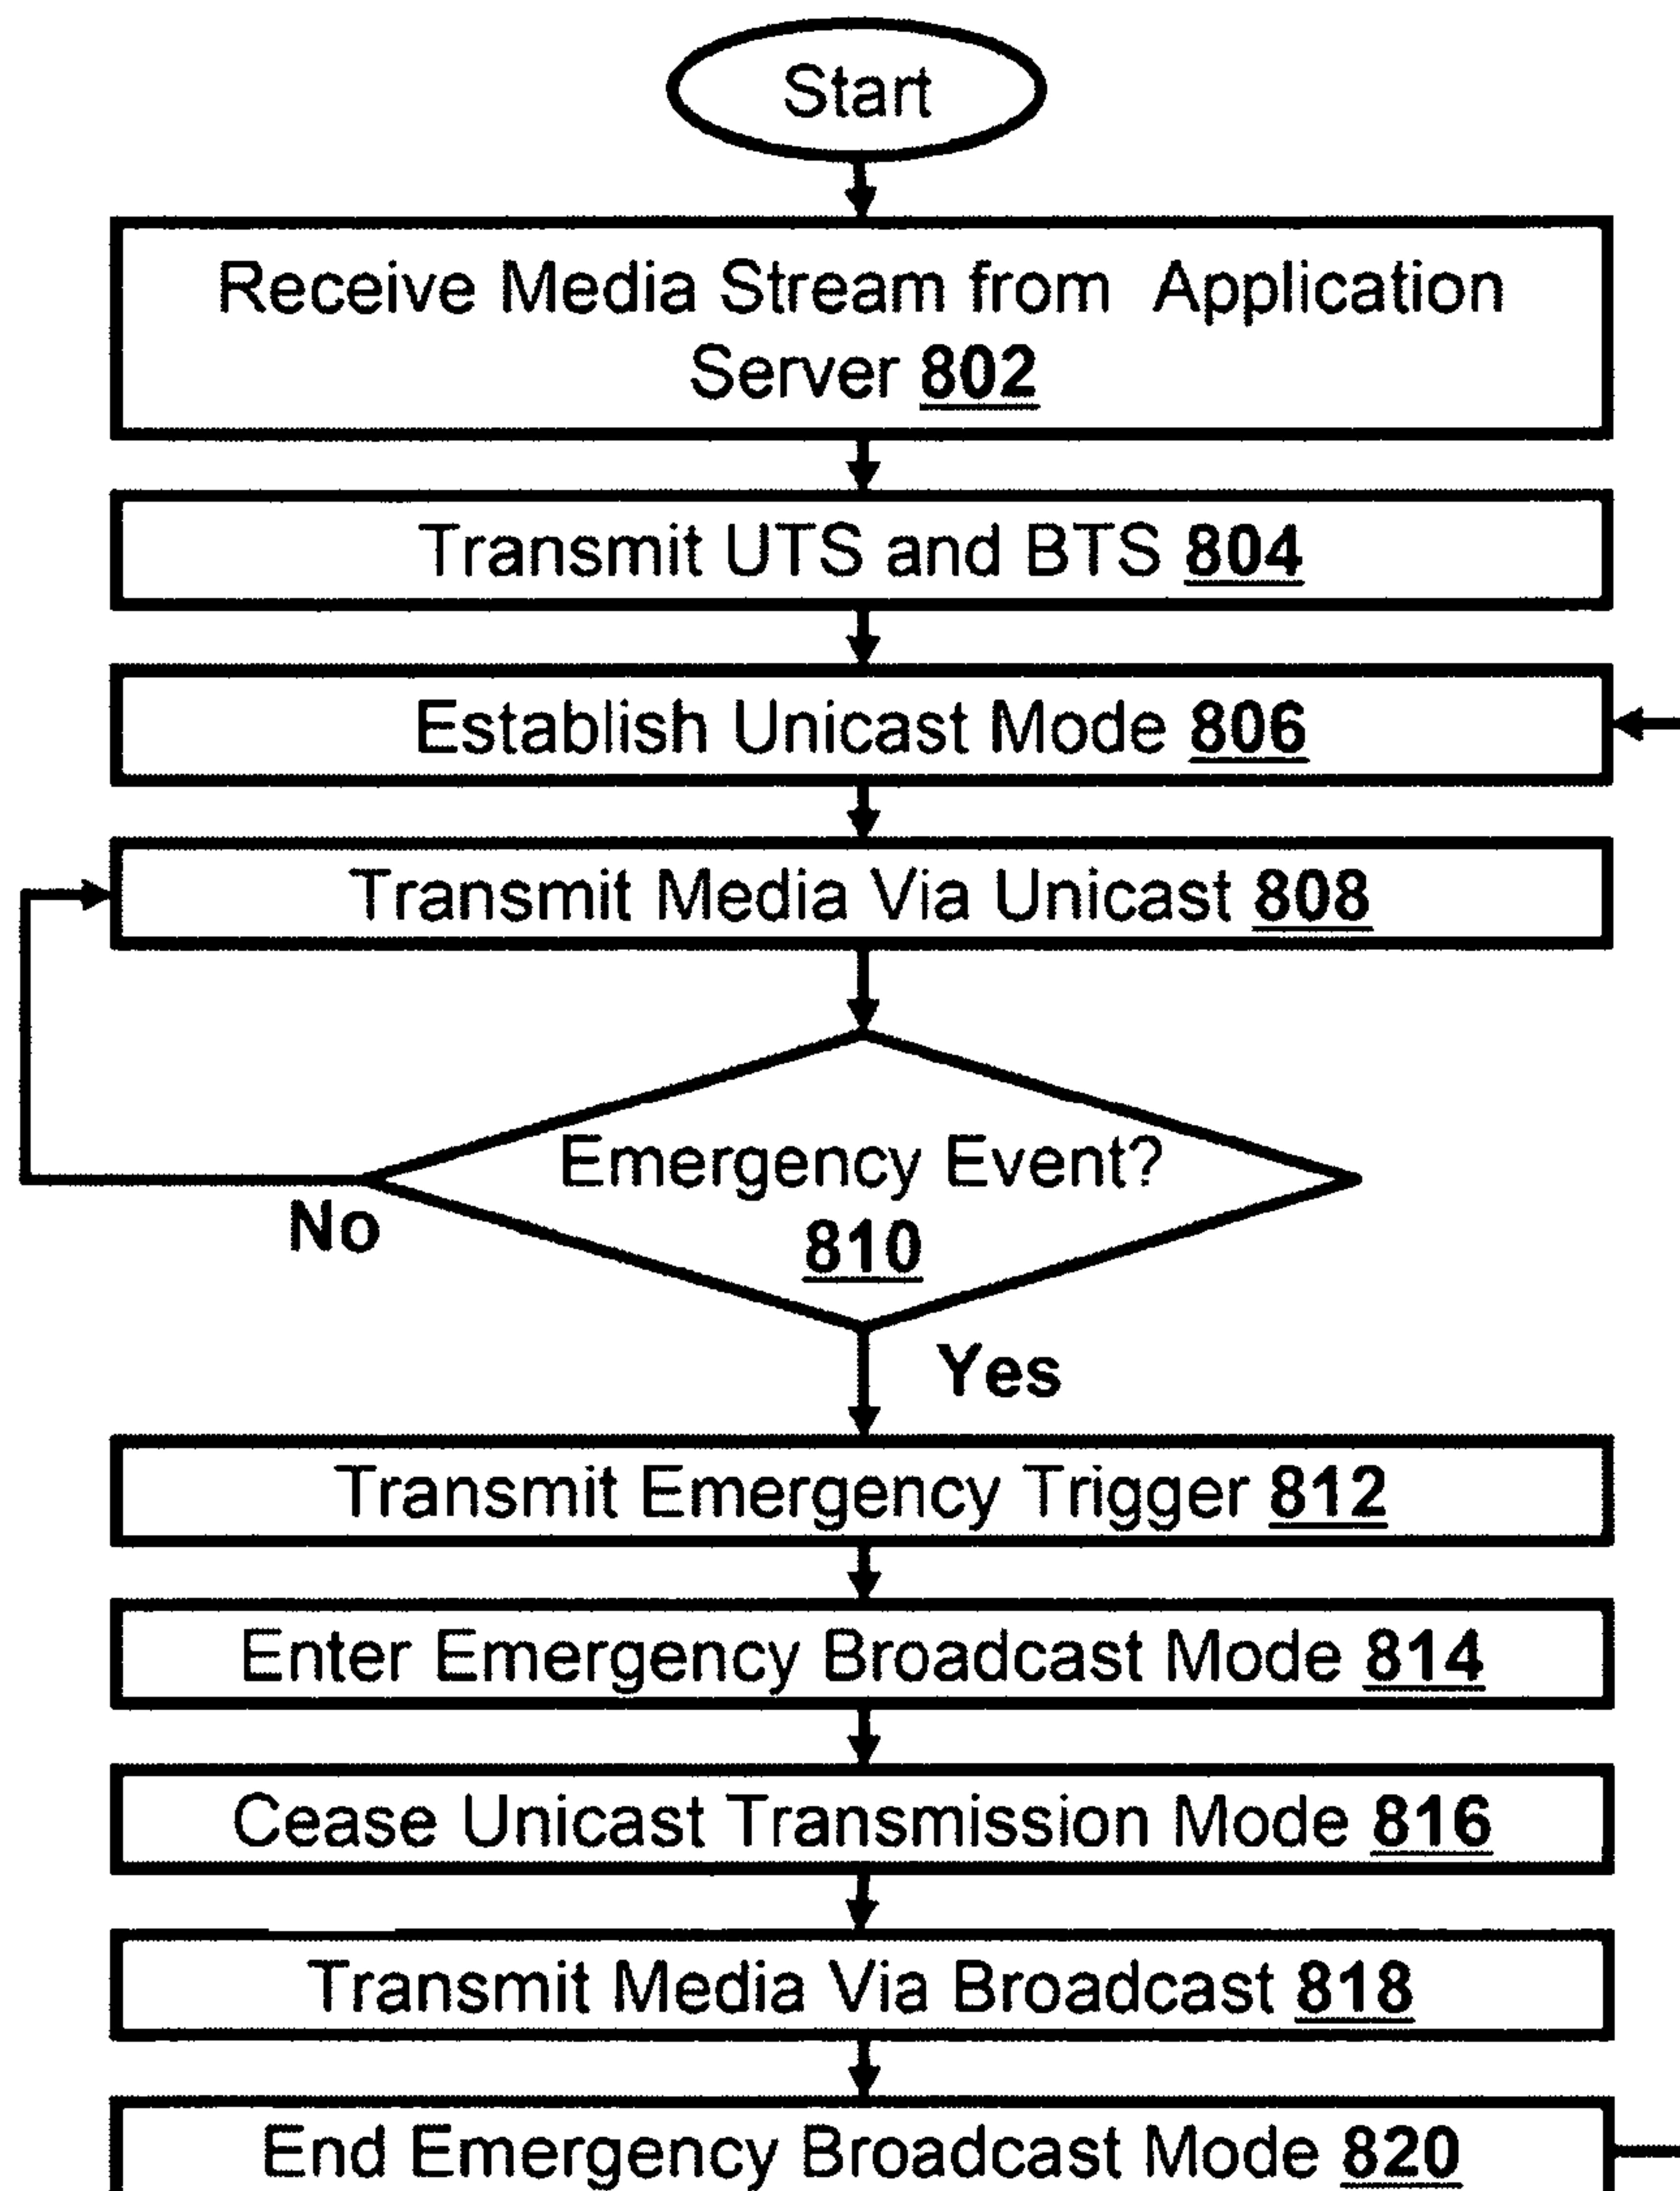 Start
Receive Media Stream from Application
Server 802
Transmit UTS and BTS 804
Establish Unicast Mode 806
Transmit Media Via Unicast 808
Emergency Event?
810
No
Yes
Transmit Emergency Trigger 812
Enter Emergency Broadcast Mode 814
Cease Unicast Transmission Mode 816
Transmit Media Via Broadcast 818
End Emergency Broadcast Mode 820